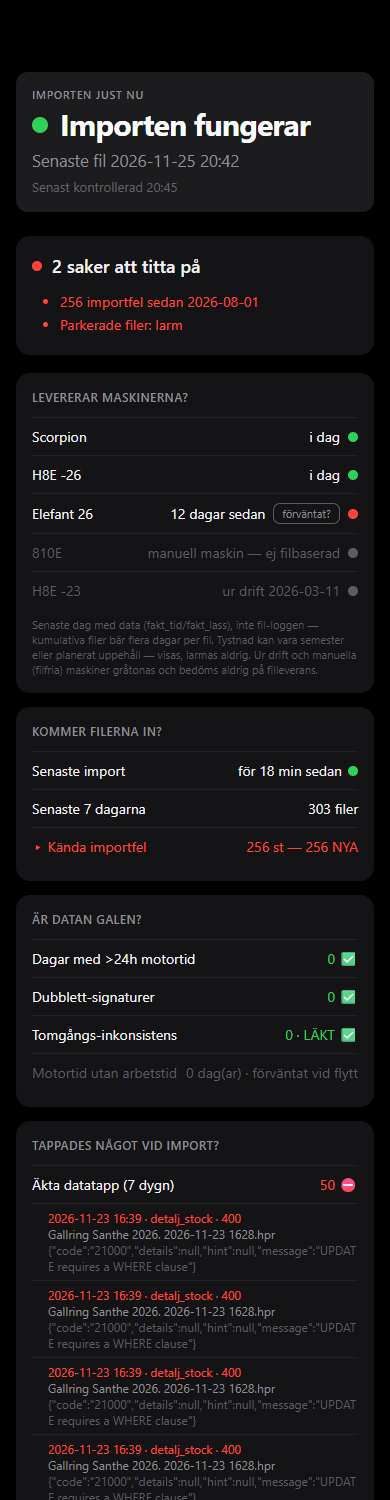 IMPORTEN JUST NU
Importen fungerar
Senaste fil 2026-11-25 20:42
Senast kontrollerad 20:45
2 saker att titta på
• 256 importfel sedan 2026-08-01
• Parkerade filer: larm
LEVERERAR MASKINERNA?
Scorpion i dag
H8E -26 i dag
Elefant 26 12 dagar sedan förväntat?
810E manuell maskin — ej filbaserad
H8E -23 ur drift 2026-03-11
Senaste dag med data (fakt_tid/fakt_lass), inte fil-loggen —
kumulativa filer bär flera dagar per fil. Tystnad kan vara semester
eller planerat uppehåll — visas, larmas aldrig. Ur drift och manuella
(filfria) maskiner gråtonas och bedöms aldrig på filleverans.
KOMMER FILERNA IN?
Senaste import för 18 min sedan
Senaste 7 dagarna 303 filer
▸ Kända importfel 256 st — 256 NYA
ÄR DATAN GALEN?
Dagar med >24h motortid 0 ✅
Dubblett-signaturer 0 ✅
Tomgångs-inkonsistens 0 · LÄKT ✅
Motortid utan arbetstid 0 dag(ar) · förväntat vid flytt
TAPPADES NÅGOT VID IMPORT?
Äkta datatapp (7 dygn) 50 ⛔
2026-11-23 16:39 · detalj_stock · 400
Gallring Santhe 2026. 2026-11-23 1628.hpr
{"code":"21000","details":null,"hint":null,"message":"UPDAT
E requires a WHERE clause"}
2026-11-23 16:39 · detalj_stock · 400
Gallring Santhe 2026. 2026-11-23 1628.hpr
{"code":"21000","details":null,"hint":null,"message":"UPDAT
E requires a WHERE clause"}
2026-11-23 16:39 · detalj_stock · 400
Gallring Santhe 2026. 2026-11-23 1628.hpr
{"code":"21000","details":null,"hint":null,"message":"UPDAT
E requires a WHERE clause"}
2026-11-23 16:39 · detalj_stock · 400
Gallring Santhe 2026. 2026-11-23 1628.hpr
{"code":"21000","details":null,"hint":null,"message":"UPDAT
E requires a WHERE clause"}